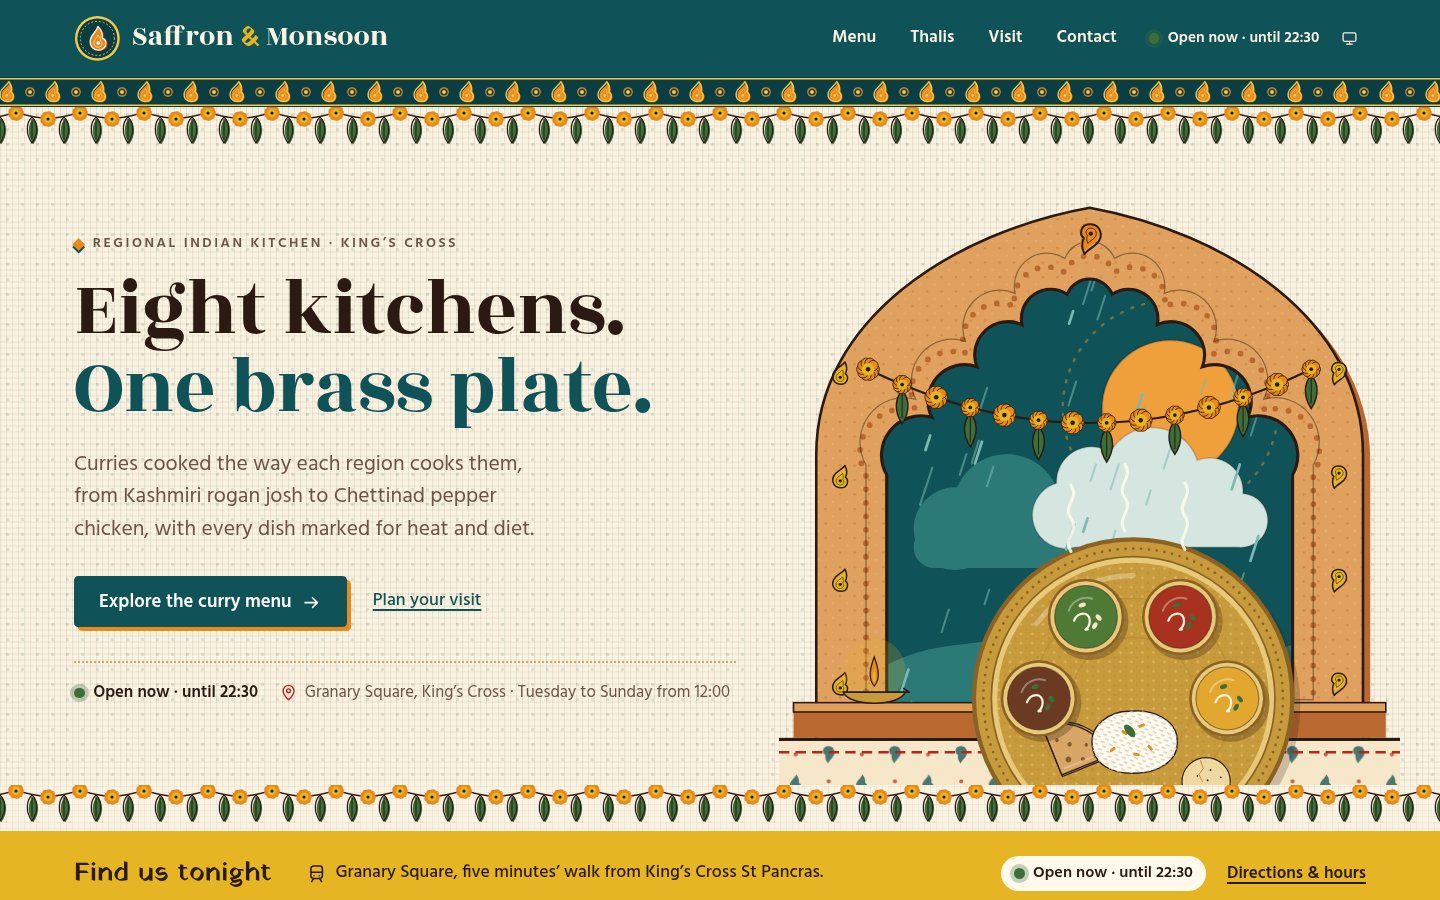 Saffron & Monsoon
Menu
Thalis
Visit
Contact
Open now · until 22:30
REGIONAL INDIAN KITCHEN · KING’S CROSS
Eight kitchens.
One brass plate.
Curries cooked the way each region cooks them,
from Kashmiri rogan josh to Chettinad pepper
chicken, with every dish marked for heat and diet.
Explore the curry menu →
Plan your visit
Open now · until 22:30
Granary Square, King’s Cross · Tuesday to Sunday from 12:00
Find us tonight
Granary Square, five minutes’ walk from King’s Cross St Pancras.
Open now · until 22:30
Directions & hours